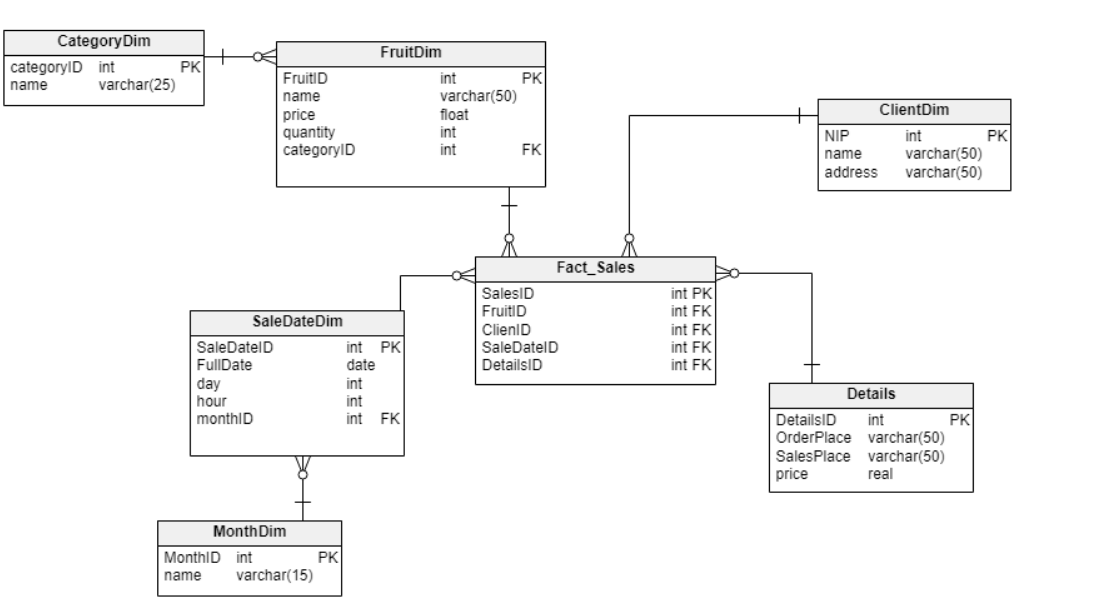 CategoryDim
categoryID int PK
name varchar(25)
FruitDim
FruitID int PK
name varchar(50)
price float
quantity int
categoryID int FK
ClientDim
NIP int PK
name varchar(50)
address varchar(50)
Fact_Sales
SalesID int PK
FruitID int FK
ClienID int FK
SaleDateID int FK
DetailsID int FK
SaleDateDim
SaleDateID int PK
FullDate date
day int
hour int
monthID int FK
Details
DetailsID int PK
OrderPlace varchar(50)
SalesPlace varchar(50)
price real
MonthDim
MonthID int PK
name varchar(15)